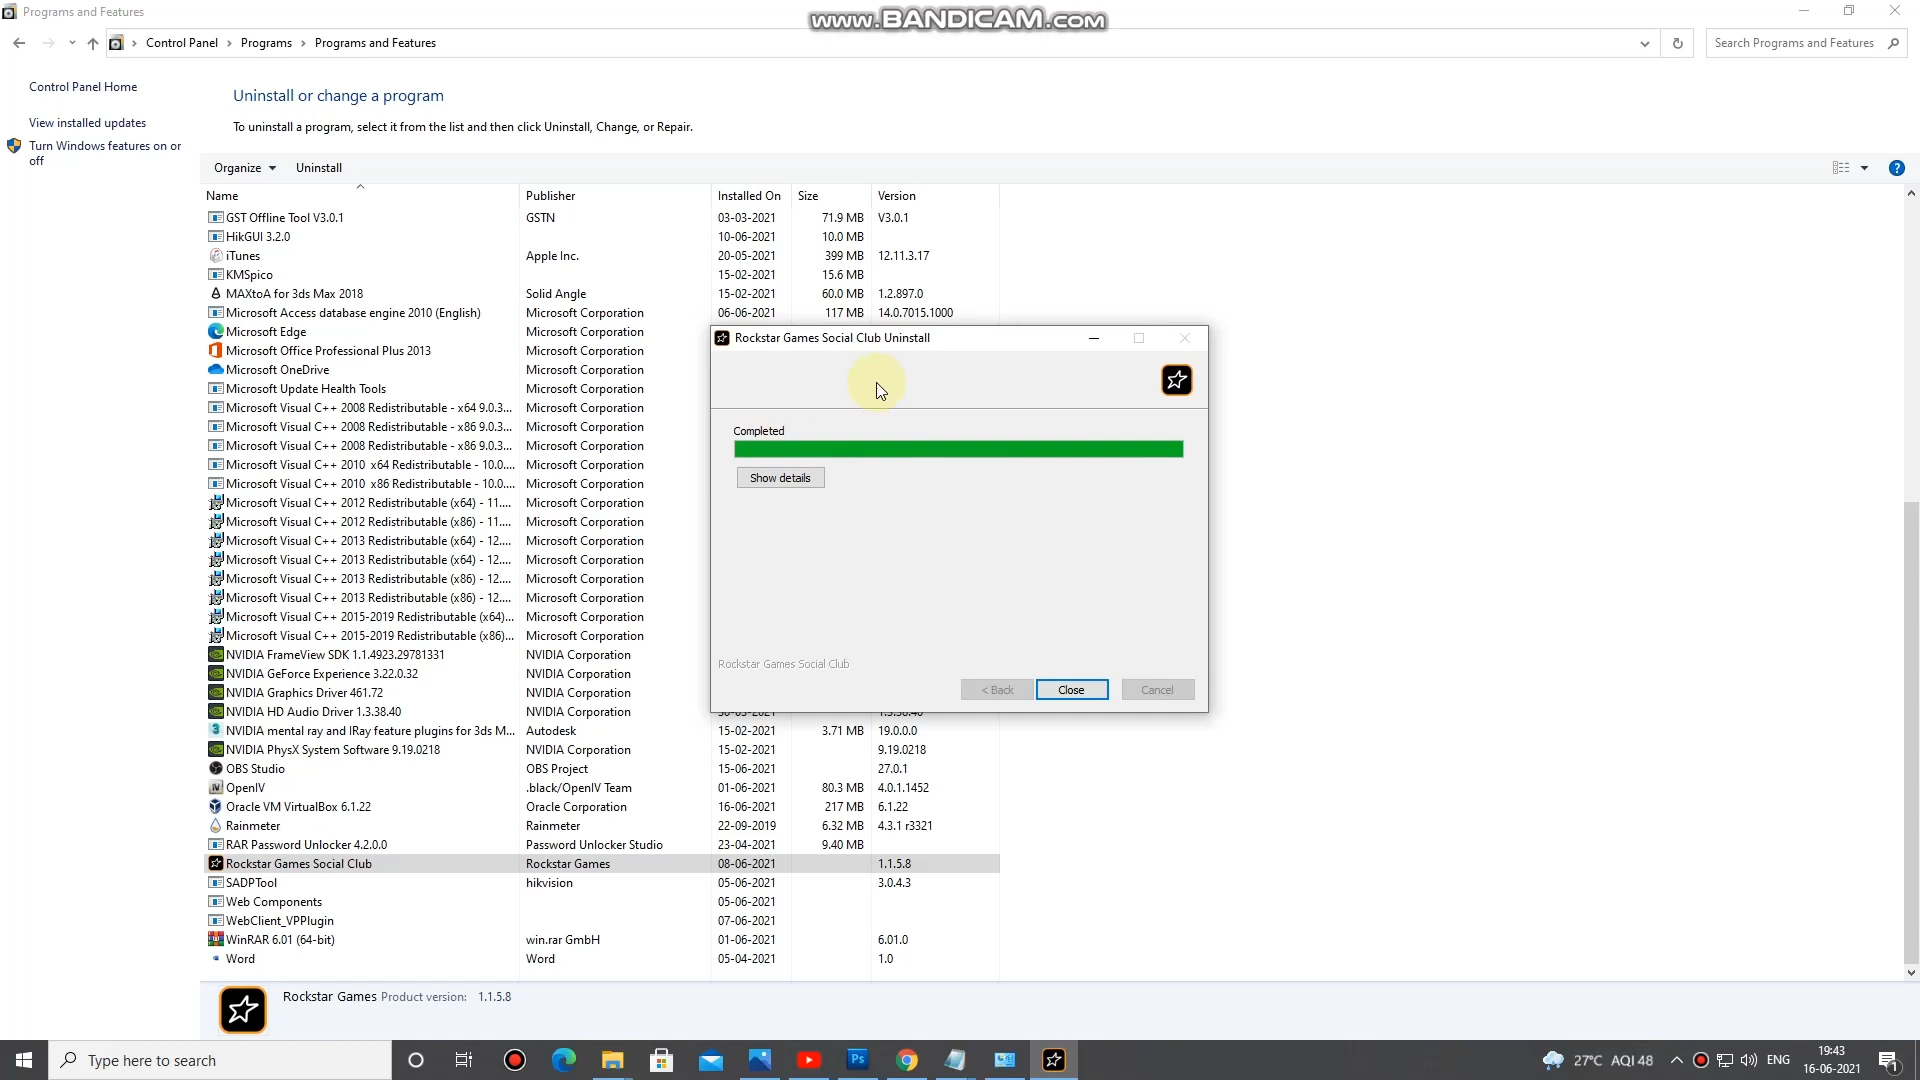 Programs and Features
www.BANDICAM.com
Control Panel > Programs > Programs and Features
Search Programs and Features
Control Panel Home
View installed updates
Turn Windows features on or
off
Uninstall or change a program
To uninstall a program, select it from the list and then click Uninstall, Change, or Repair.
Organize Uninstall
Name Publisher Installed On Size Version
GST Offline Tool V3.0.1 GSTN 03-03-2021 71.9 MB V3.0.1
HikGUI 3.2.0 10-06-2021 10.0 MB
iTunes Apple Inc. 20-05-2021 399 MB 12.11.3.17
KMSpico 15-02-2021 15.6 MB
MAXtoA for 3ds Max 2018 Solid Angle 15-02-2021 60.0 MB 1.2.897.0
Microsoft Access database engine 2010 (English) Microsoft Corporation 06-06-2021 117 MB 14.0.7015.1000
Microsoft Edge Microsoft Corporation
Microsoft Office Professional Plus 2013 Microsoft Corporation
Microsoft OneDrive Microsoft Corporation
Microsoft Update Health Tools Microsoft Corporation
Microsoft Visual C++ 2008 Redistributable - x64 9.0.3... Microsoft Corporation
Microsoft Visual C++ 2008 Redistributable - x86 9.0.3... Microsoft Corporation
Microsoft Visual C++ 2008 Redistributable - x86 9.0.3... Microsoft Corporation
Microsoft Visual C++ 2010 x64 Redistributable - 10.0.... Microsoft Corporation
Microsoft Visual C++ 2010 x86 Redistributable - 10.0.... Microsoft Corporation
Microsoft Visual C++ 2012 Redistributable (x64) - 11.... Microsoft Corporation
Microsoft Visual C++ 2012 Redistributable (x86) - 11.... Microsoft Corporation
Microsoft Visual C++ 2013 Redistributable (x64) - 12.... Microsoft Corporation
Microsoft Visual C++ 2013 Redistributable (x64) - 12.... Microsoft Corporation
Microsoft Visual C++ 2013 Redistributable (x86) - 12.... Microsoft Corporation
Microsoft Visual C++ 2013 Redistributable (x86) - 12.... Microsoft Corporation
Microsoft Visual C++ 2015-2019 Redistributable (x64)... Microsoft Corporation
Microsoft Visual C++ 2015-2019 Redistributable (x86)... Microsoft Corporation
NVIDIA FrameView SDK 1.1.4923.29781331 NVIDIA Corporation
NVIDIA GeForce Experience 3.22.0.32 NVIDIA Corporation
NVIDIA Graphics Driver 461.72 NVIDIA Corporation
NVIDIA HD Audio Driver 1.3.38.40 NVIDIA Corporation
NVIDIA mental ray and IRay feature plugins for 3ds M... Autodesk 15-02-2021 3.71 MB 19.0.0.0
NVIDIA PhysX System Software 9.19.0218 NVIDIA Corporation 15-02-2021 9.19.0218
OBS Studio OBS Project 15-06-2021 27.0.1
OpenIV .black/OpenIV Team 01-06-2021 80.3 MB 4.0.1.1452
Oracle VM VirtualBox 6.1.22 Oracle Corporation 16-06-2021 217 MB 6.1.22
Rainmeter Rainmeter 22-09-2019 6.32 MB 4.3.1 r3321
RAR Password Unlocker 4.2.0.0 Password Unlocker Studio 23-04-2021 9.40 MB
Rockstar Games Social Club Rockstar Games 08-06-2021 1.1.5.8
SADPTool hikvision 05-06-2021 3.0.4.3
Web Components 05-06-2021
WebClient_VPPlugin 07-06-2021
WinRAR 6.01 (64-bit) win.rar GmbH 01-06-2021 6.01.0
Word Word 05-04-2021 1.0
Rockstar Games Social Club Uninstall
Completed
Show details
Rockstar Games Social Club
< Back Close Cancel
Rockstar Games Product version: 1.1.5.8
Type here to search
Ps
27°C AQI 48
ENG
19:43
16-06-2021
1